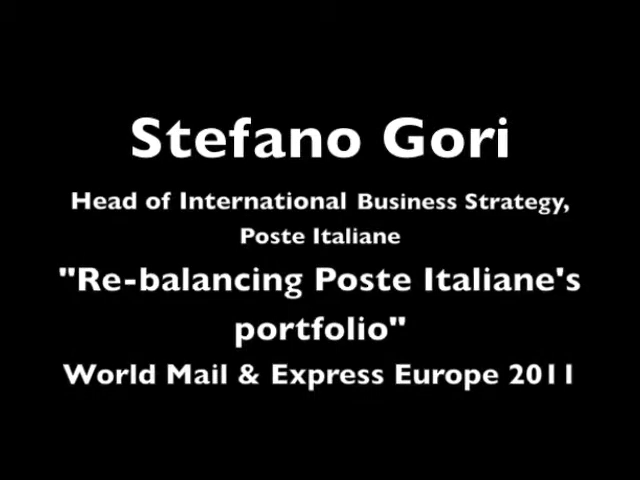 Stefano Gori
Head of International Business Strategy,
Poste Italiane
"Re-balancing Poste Italiane's
portfolio"
World Mail & Express Europe 2011